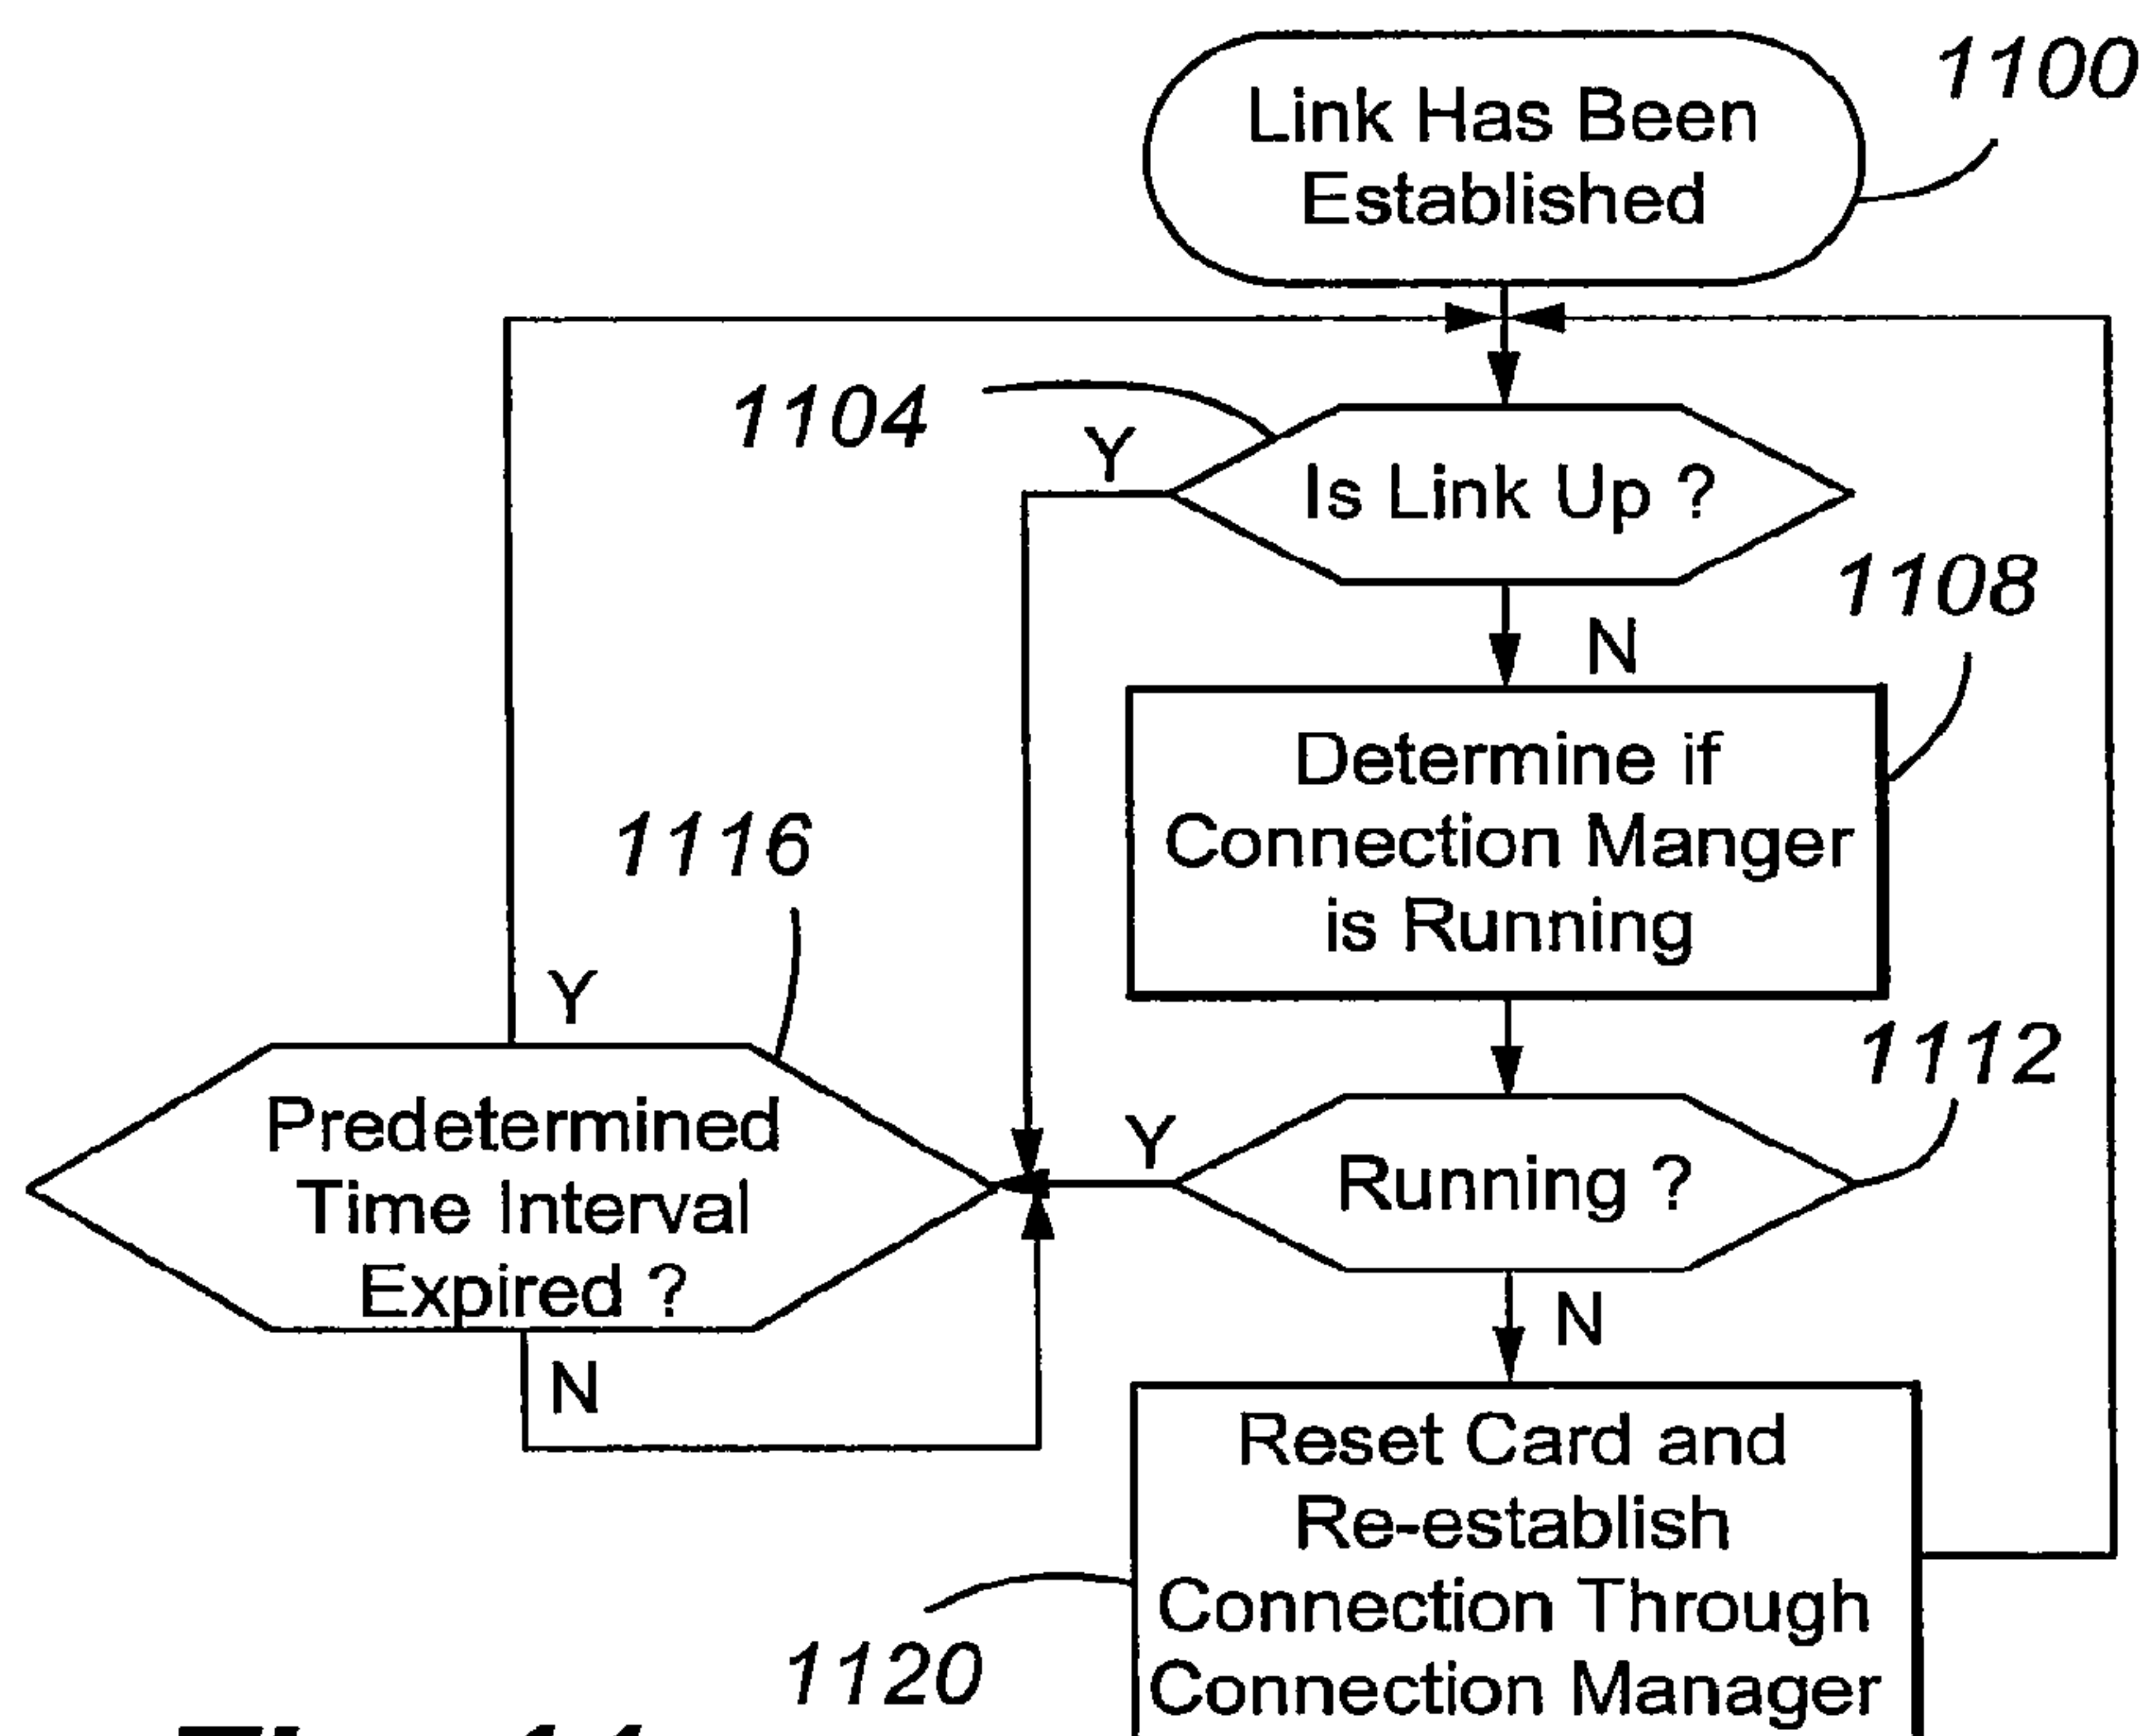 1100
Link Has Been
Established
1104
Y
Is Link Up ?
N
1108
Determine if
Connection Manger
is Running
1116
Y
1112
Predetermined
Time Interval
Expired ?
Y
Running ?
N
N
Reset Card and
Re-establish
Connection Through
Connection Manager
1120